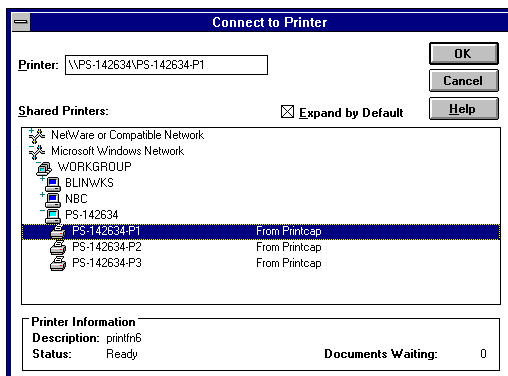 Connect to Printer
Printer: \\PS-142634\PS-142634-P1
OK
Cancel
Shared Printers:
Expand by Default
Help
NetWare or Compatible Network
Microsoft Windows Network
WORKGROUP
BLINWKS
NBC
PS-142634
PS-142634-P1 From Printcap
PS-142634-P2 From Printcap
PS-142634-P3 From Printcap
Printer Information
Description: printfn6
Status: Ready Documents Waiting: 0